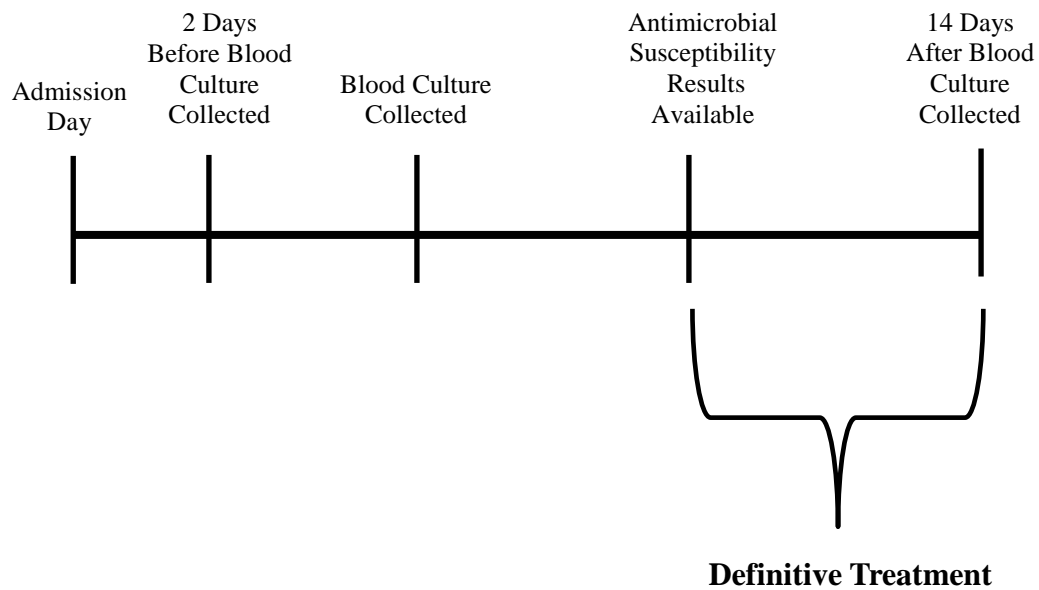 Admission
Day
2 Days
Before Blood
Culture
Collected
Blood Culture
Collected
Antimicrobial
Susceptibility
Results
Available
14 Days
After Blood
Culture
Collected
Definitive Treatment